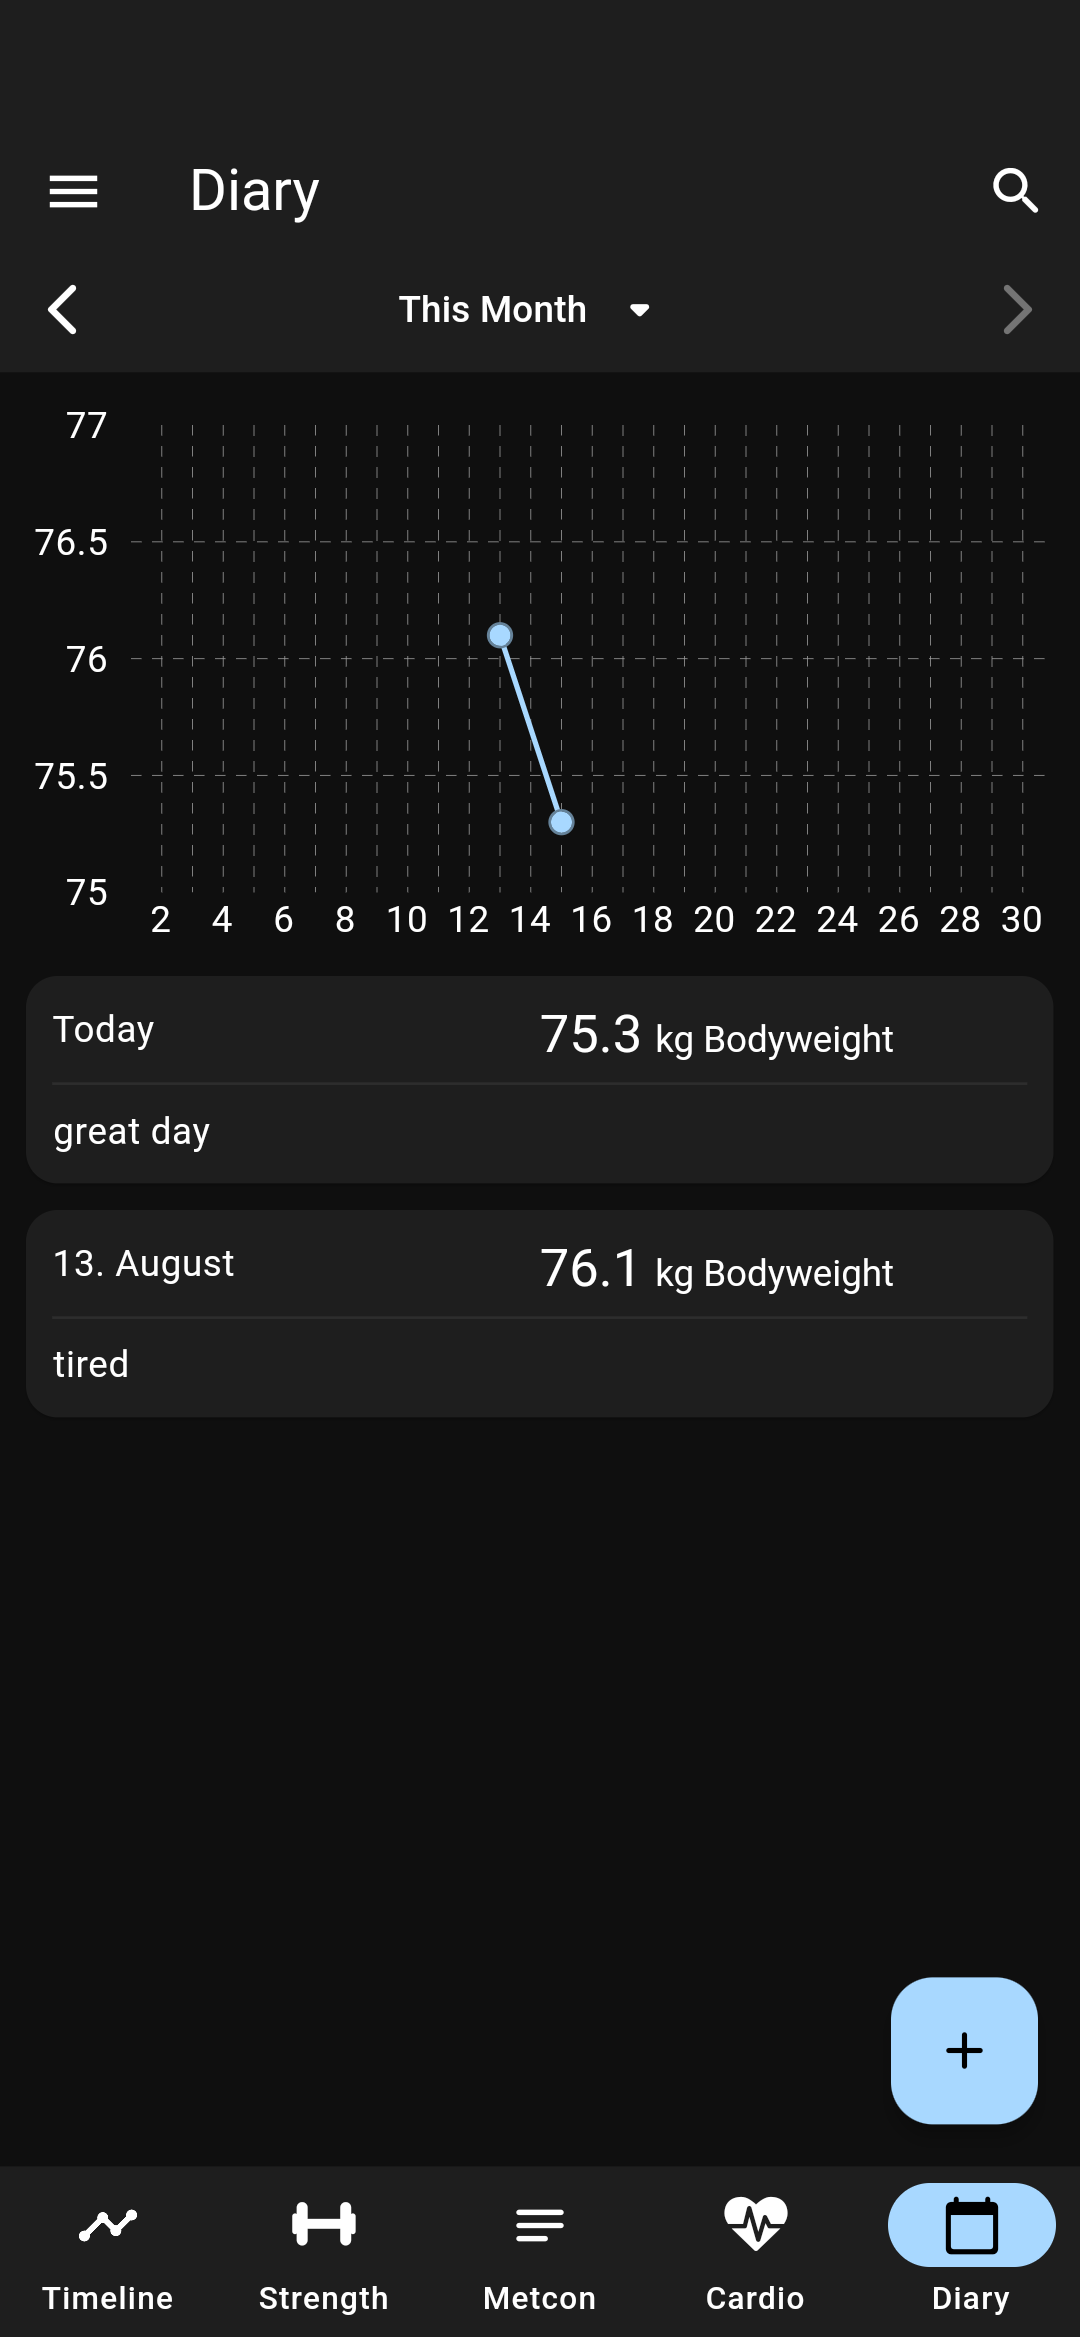 Diary
This Month
77
76.5
76
75.5
75
2 4 6 8 10 12 14 16 18 20 22 24 26 28 30
Today 75.3 kg Bodyweight
great day
13. August 76.1 kg Bodyweight
tired
Timeline Strength Metcon Cardio Diary